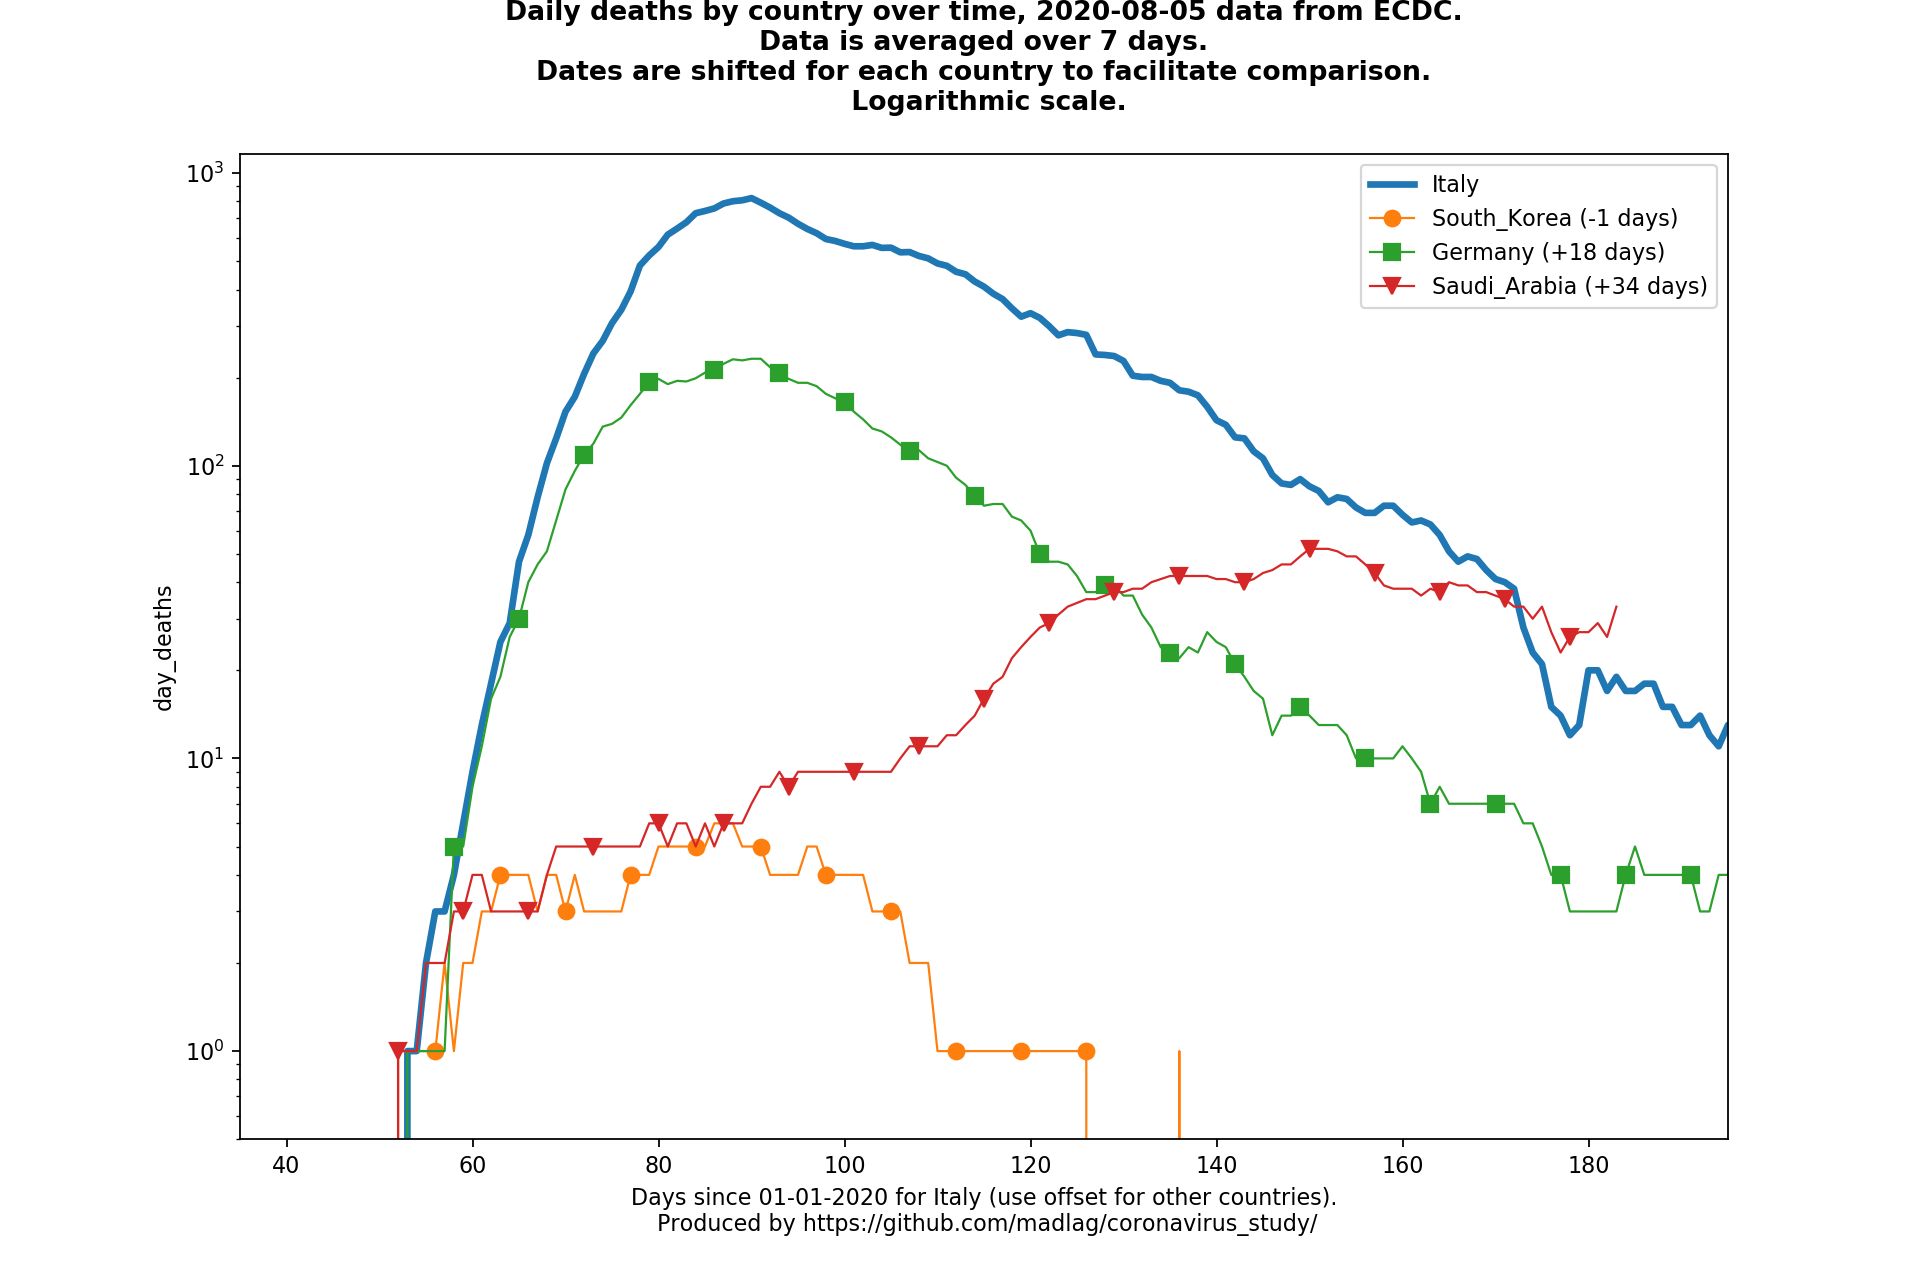 Daily deaths by country over time, 2020-08-05 data from ECDC.
Data is averaged over 7 days.
Dates are shifted for each country to facilitate comparison.
Logarithmic scale.
10³
10²
10¹
10⁰
day_deaths
Italy
South_Korea (-1 days)
Germany (+18 days)
Saudi_Arabia (+34 days)
40 60 80 100 120 140 160 180
Days since 01-01-2020 for Italy (use offset for other countries).
Produced by https://github.com/madlag/coronavirus_study/